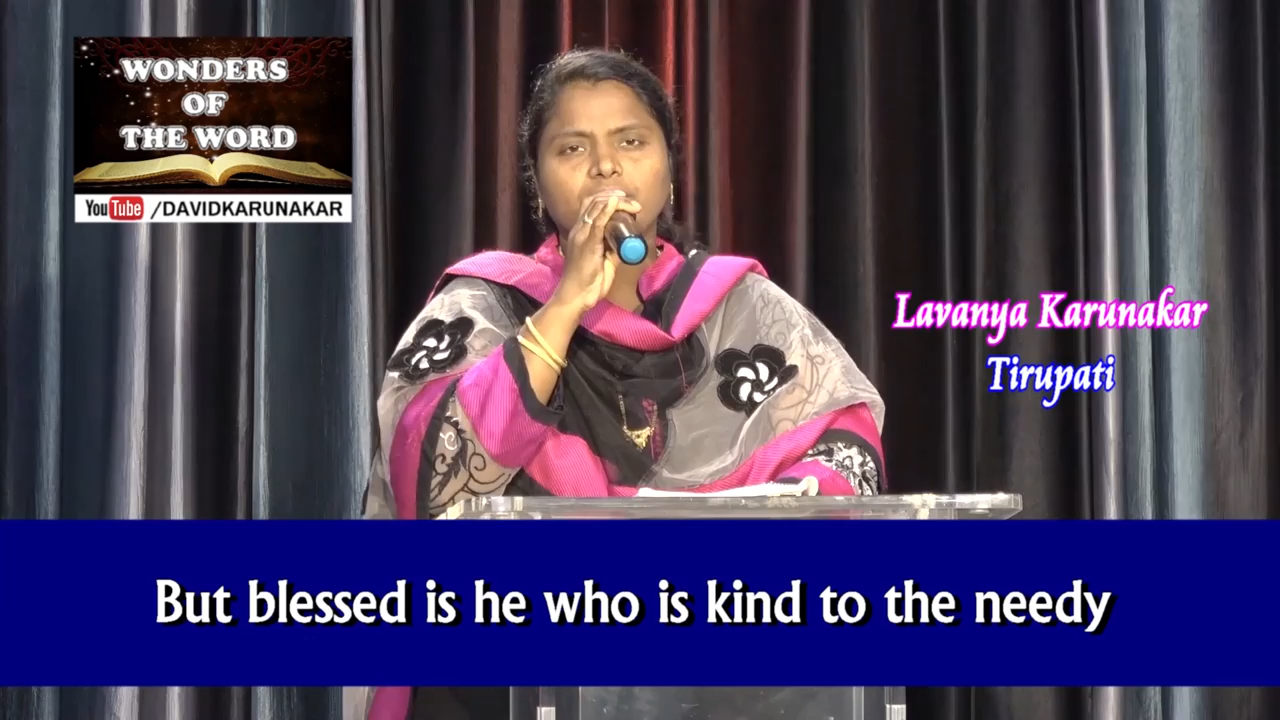 WONDERS
OF
THE WORD
YouTube /DAVIDKARUNAKAR
Lavanya Karunakar
Tirupati
But blessed is he who is kind to the needy